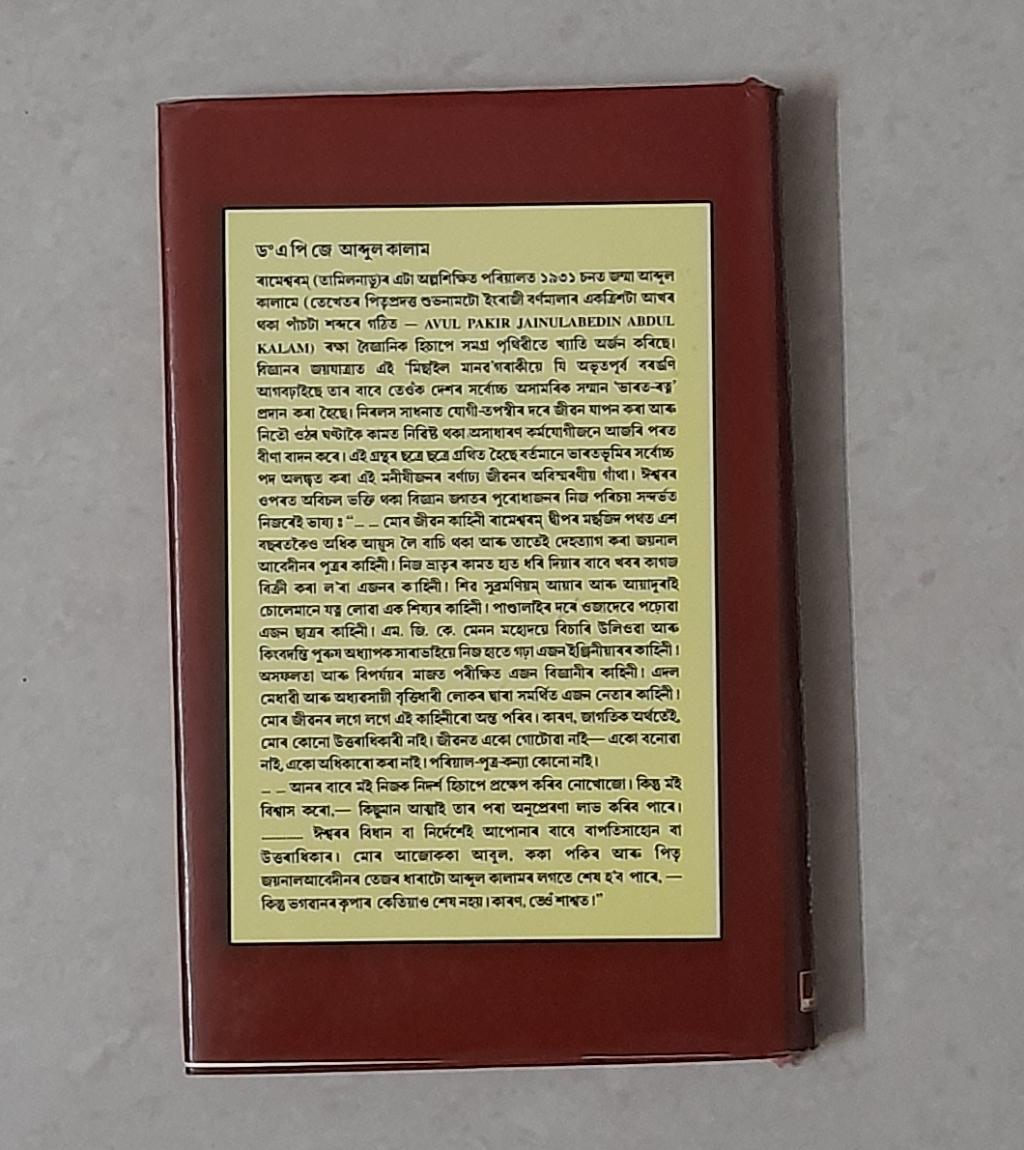 ড° এ পি জে আব্দুল কালাম
ৰামেশ্বৰম্ (তামিলনাডু)ৰ এটা অল্পশিক্ষিত পৰিয়ালত ১৯৩১ চনত জন্মা আব্দুল
কালামে (তেখেতৰ পিতৃপ্ৰদত্ত শুভনামটো ইংৰাজী বৰ্ণমালাৰ একত্ৰিশটা আখৰ
থকা পাঁচটা শব্দৰে গঠিত — AVUL PAKIR JAINULABEDIN ABDUL
KALAM) ৰক্ষা বৈজ্ঞানিক হিচাপে সমগ্ৰ পৃথিৱীতে খ্যাতি অৰ্জন কৰিছে।
বিজ্ঞানৰ জয়যাত্ৰাত এই 'মিছাইল মানৱ'গৰাকীয়ে যি অভূতপূৰ্ব বৰঙণি
আগবঢ়াইছে তাৰ বাবে তেওঁক দেশৰ সৰ্বোচ্চ অসামৰিক সন্মান 'ভাৰত-ৰত্ন'
প্ৰদান কৰা হৈছে। নিৰলস সাধনাত যোগী-তপস্বীৰ দৰে জীৱন যাপন কৰা আৰু
নিতৌ ওঠৰ ঘণ্টাকৈ কামত নিবিষ্ট থকা অসাধাৰণ কৰ্মযোগীজনে আজৰি পৰত
বীণা বাদন কৰে। এই গ্ৰন্থৰ ছত্ৰে ছত্ৰে গ্ৰথিত হৈছে বৰ্তমানে ভাৰতভূমিৰ সৰ্বোচ্চ
পদ অলঙ্কৃত কৰা এই মনীষীজনৰ বৰ্ণাঢ্য জীৱনৰ অবিস্মৰণীয় গাঁথা। ঈশ্বৰৰ
ওপৰত অবিচল ভক্তি থকা বিজ্ঞান জগতৰ পুৰোধাজনৰ নিজ পৰিচয় সন্দৰ্ভত
নিজৰেই ভাষ্য ঃ "_ _ মোৰ জীৱন কাহিনী ৰামেশ্বৰম্ দ্বীপৰ মছজিদ পথত এশ
বছৰতকৈও অধিক আয়ুস লৈ বাচি থকা আৰু তাতেই দেহত্যাগ কৰা জয়নাল
আবেদীনৰ পুত্ৰৰ কাহিনী। নিজ ভ্ৰাতৃৰ কামত হাত ধৰি দিয়াৰ বাবে খবৰ কাগজ
বিক্ৰী কৰা ল'ৰা এজনৰ কাহিনী। শিৱ সুব্ৰমণিয়ম্ আয়াৰ আৰু আয়াদুৰাই
চোলেমানে যত্ন লোৱা এক শিষ্যৰ কাহিনী। পাণ্ডালাইৰ দৰে ওজাদেৱে পঢ়োৱা
এজন ছাত্ৰৰ কাহিনী। এম. জি. কে. মেনন মহোদয়ে বিচাৰি উলিওৱা আৰু
কিংবদন্তি পুৰুষ অধ্যাপক সাৰাভাইয়ে নিজ হাতে গঢ়া এজন ইঞ্জিনীয়াৰৰ কাহিনী।
অসফলতা আৰু বিপৰ্যয়ৰ মাজত পৰীক্ষিত এজন বিজ্ঞানীৰ কাহিনী। এদল
মেধাবী আৰু অধ্যৱসায়ী বৃত্তিধাৰী লোকৰ দ্বাৰা সমৰ্থিত এজন নেতাৰ কাহিনী।
মোৰ জীৱনৰ লগে লগে এই কাহিনীৰো অন্ত পৰিব। কাৰণ, জাগতিক অৰ্থতেই,
মোৰ কোনো উত্তৰাধিকাৰী নাই। জীৱনত একো গোটোৱা নাই— একো বনোৱা
নাই, একো অধিকাৰো কৰা নাই। পৰিয়াল-পুত্ৰ-কন্যা কোনো নাই।
_ _ আনৰ বাবে মই নিজক নিদৰ্শ হিচাপে প্ৰক্ষেপ কৰিব নোখোজো। কিন্তু মই
বিশ্বাস কৰো,— কিছুমান আত্মাই তাৰ পৰা অনুপ্ৰেৰণা লাভ কৰিব পাৰে।
____ ঈশ্বৰৰ বিধান বা নিৰ্দেশেই আপোনাৰ বাবে বাপতিসাহোন বা
উত্তৰাধিকাৰ। মোৰ আজোককা আবুল, ককা পকিৰ আৰু পিতৃ
জয়নালআবেদীনৰ তেজৰ ধাৰাটো আব্দুল কালামৰ লগতে শেষ হ'ব পাৰে, —
কিন্তু ভগৱানৰ কৃপাৰ কেতিয়াও শেষ নহয়। কাৰণ, তেওঁ শাশ্বত।"